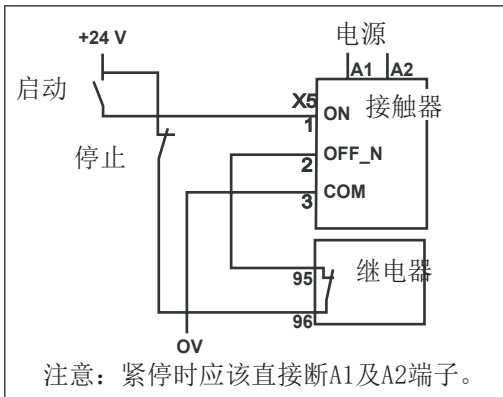 电源
+24 V
A1 A2
启动
X5
ON 接触器
1
停止
OFF_N
2
COM
3
继电器
95
96
OV
注意：紧停时应该直接断A1及A2端子。